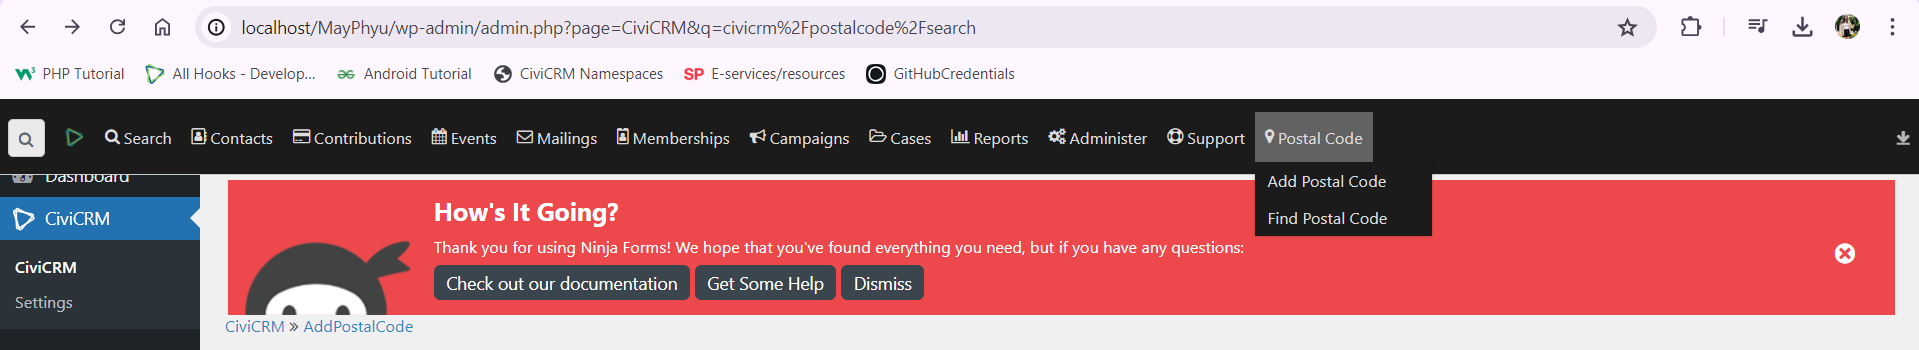 localhost/MayPhyu/wp-admin/admin.php?page=CiviCRM&q=civicrm%2Fpostalcode%2Fsearch
W3 PHP Tutorial All Hooks - Develop... Android Tutorial CiviCRM Namespaces SP E-services/resources GitHubCredentials
Search Contacts Contributions Events Mailings Memberships Campaigns Cases Reports Administer Support Postal Code
Dashboard
Add Postal Code
Find Postal Code
CiviCRM
CiviCRM
Settings
How's It Going?
Thank you for using Ninja Forms! We hope that you've found everything you need, but if you have any questions:
Check out our documentation Get Some Help Dismiss
CiviCRM » AddPostalCode